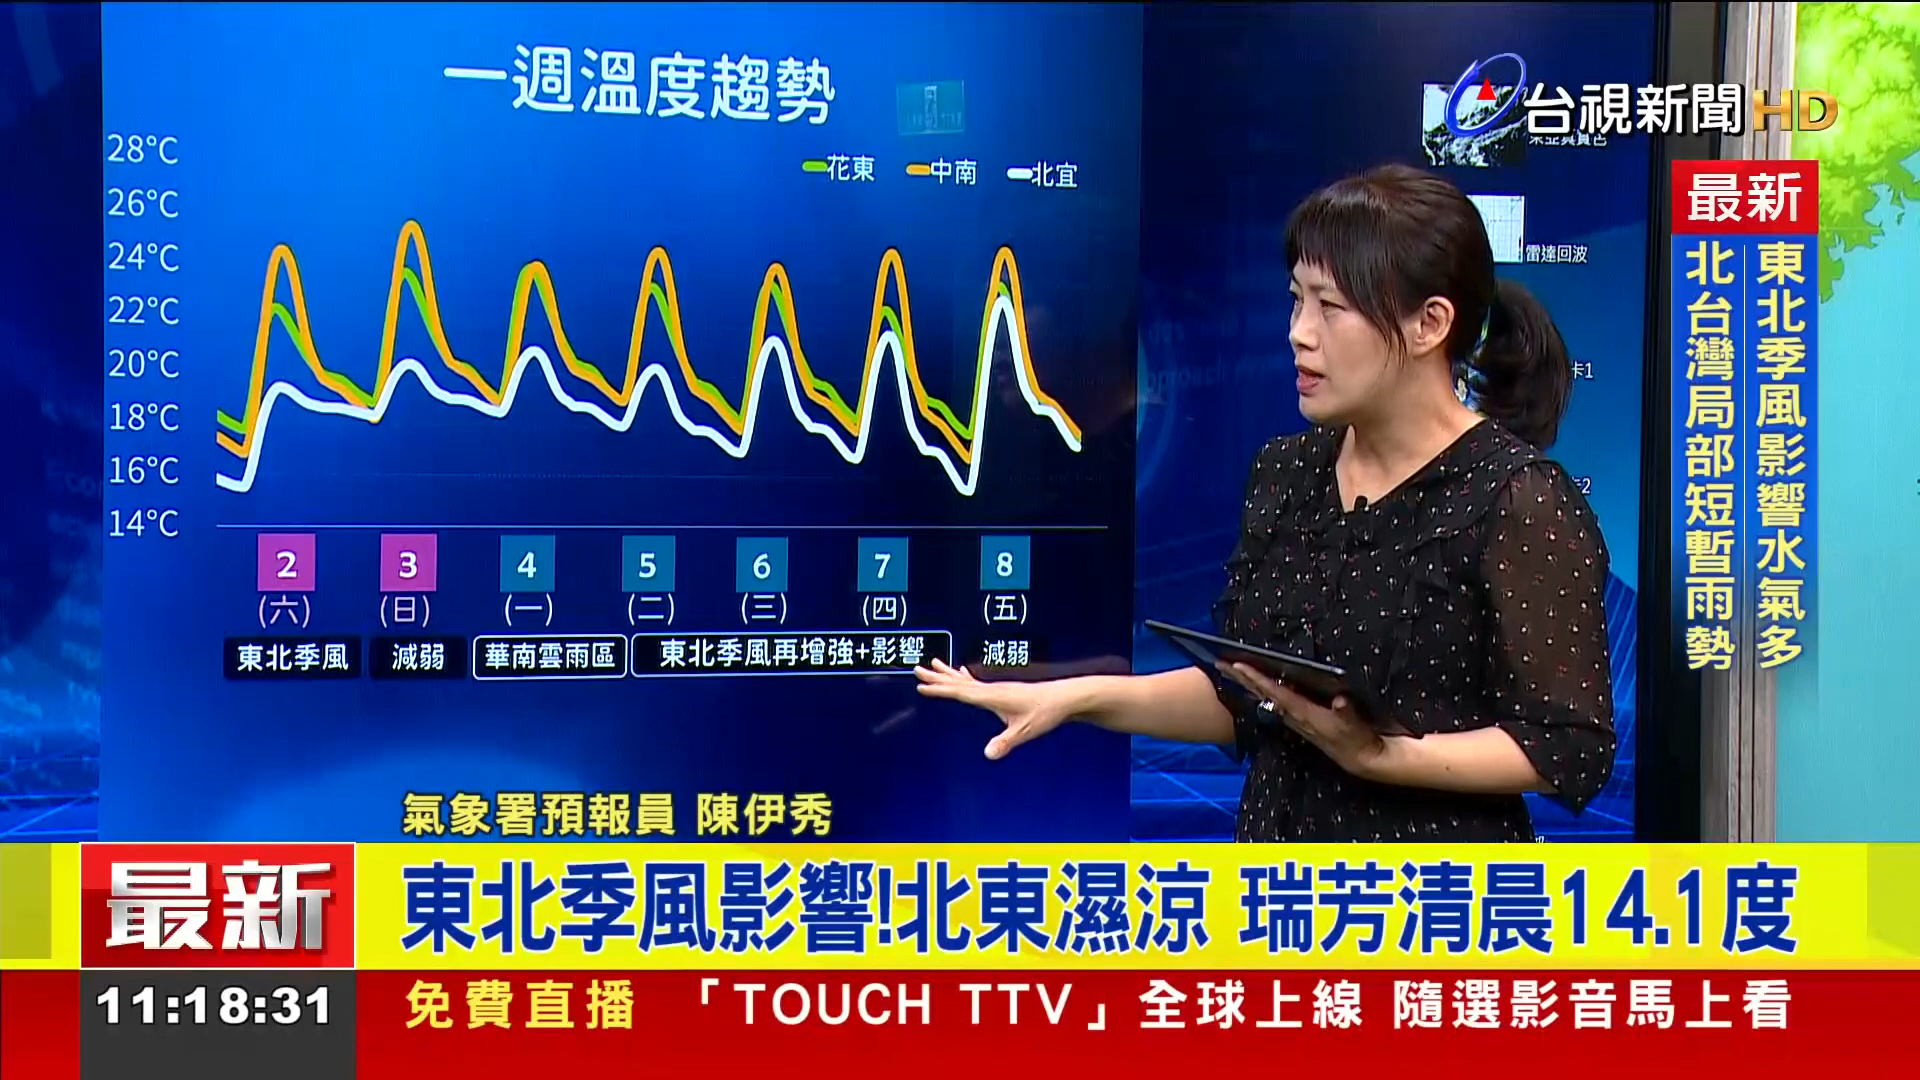 一週溫度趨勢
花東 中南 北宜
28°C
26°C
24°C
22°C
20°C
18°C
16°C
14°C
2 3 4 5 6 7 8
(六) (日) (一) (二) (三) (四) (五)
東北季風 減弱 華南雲雨區 東北季風再增強+影響 減弱
台視新聞HD
雷達回波
卡1
卡2
最新
東北季風影響水氣多
北台灣局部短暫雨勢
氣象署預報員 陳伊秀
最新
東北季風影響!北東濕涼 瑞芳清晨14.1度
11:18:31
免費直播 「TOUCH TTV」全球上線 隨選影音馬上看